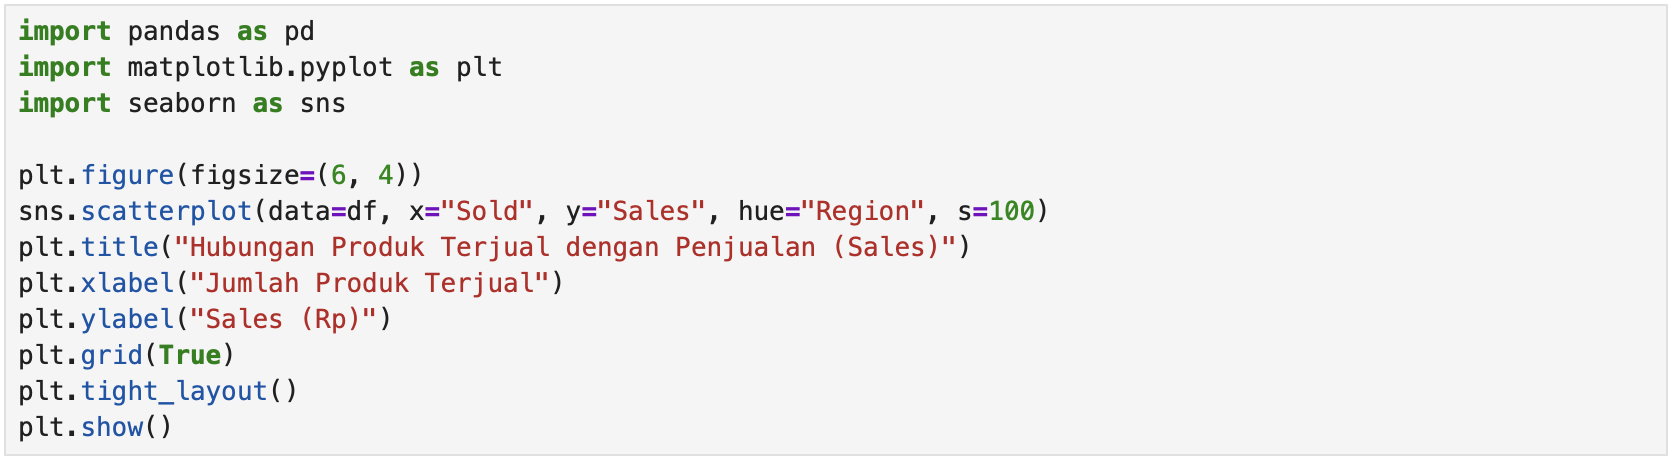 import pandas as pd
import matplotlib.pyplot as plt
import seaborn as sns

plt.figure(figsize=(6, 4))
sns.scatterplot(data=df, x="Sold", y="Sales", hue="Region", s=100)
plt.title("Hubungan Produk Terjual dengan Penjualan (Sales)")
plt.xlabel("Jumlah Produk Terjual")
plt.ylabel("Sales (Rp)")
plt.grid(True)
plt.tight_layout()
plt.show()